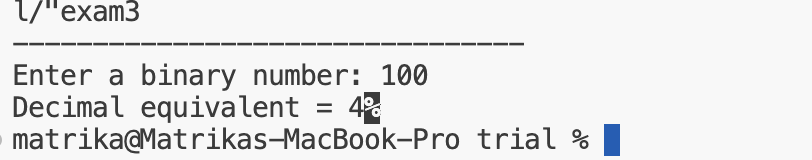 l/"exam3
--------------------------------
Enter a binary number: 100
Decimal equivalent = 4%
matrika@Matrikas-MacBook-Pro trial %